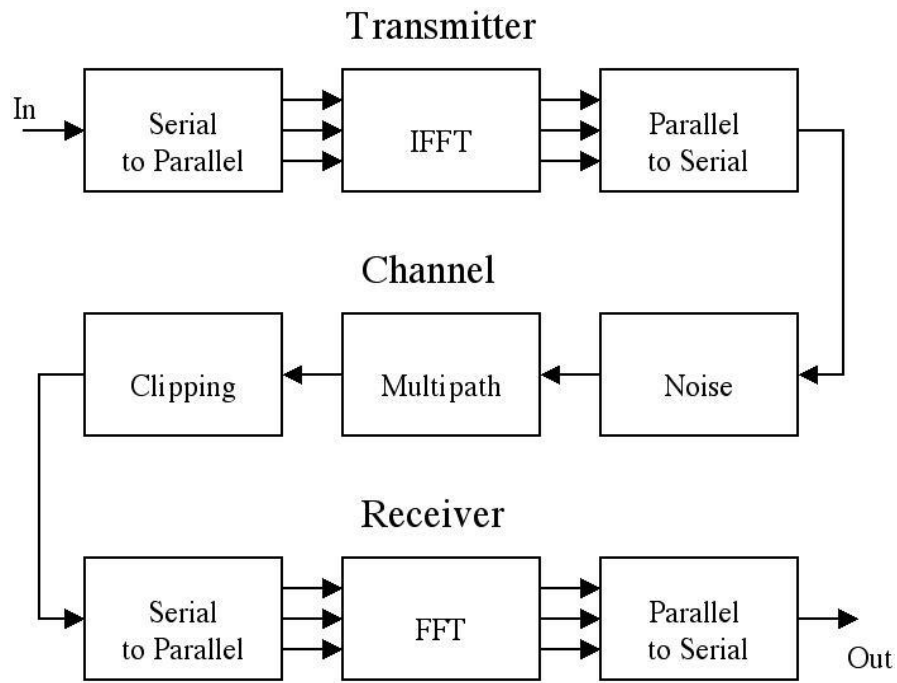 Transmitter
In
Serial
to Parallel
IFFT
Parallel
to Serial
Channel
Clipping
Multipath
Noise
Receiver
Serial
to Parallel
FFT
Parallel
to Serial
Out